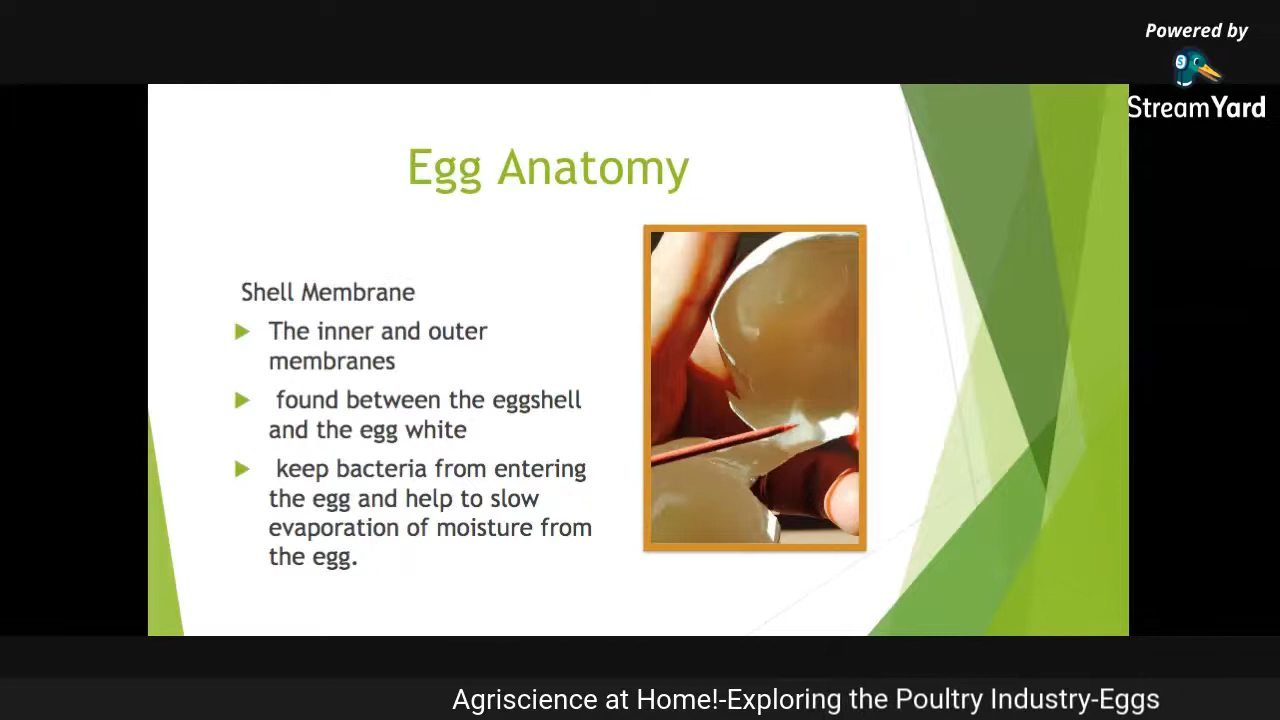 Powered by
StreamYard
Egg Anatomy
Shell Membrane
The inner and outer
membranes
found between the eggshell
and the egg white
keep bacteria from entering
the egg and help to slow
evaporation of moisture from
the egg.
Agriscience at Home!-Exploring the Poultry Industry-Eggs